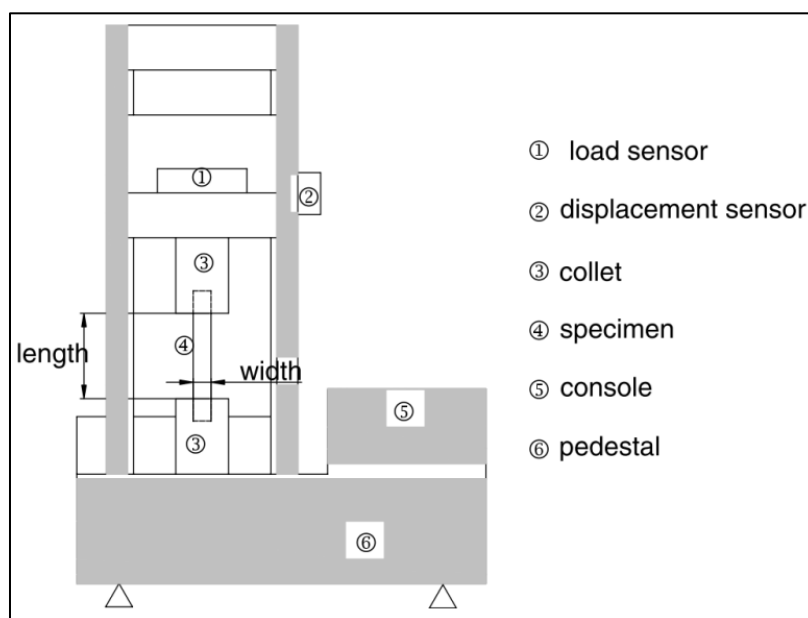 ① load sensor
② displacement sensor
③ collet
④ specimen
⑤ console
⑥ pedestal
①
②
③
④
length
width
③
⑤
⑥